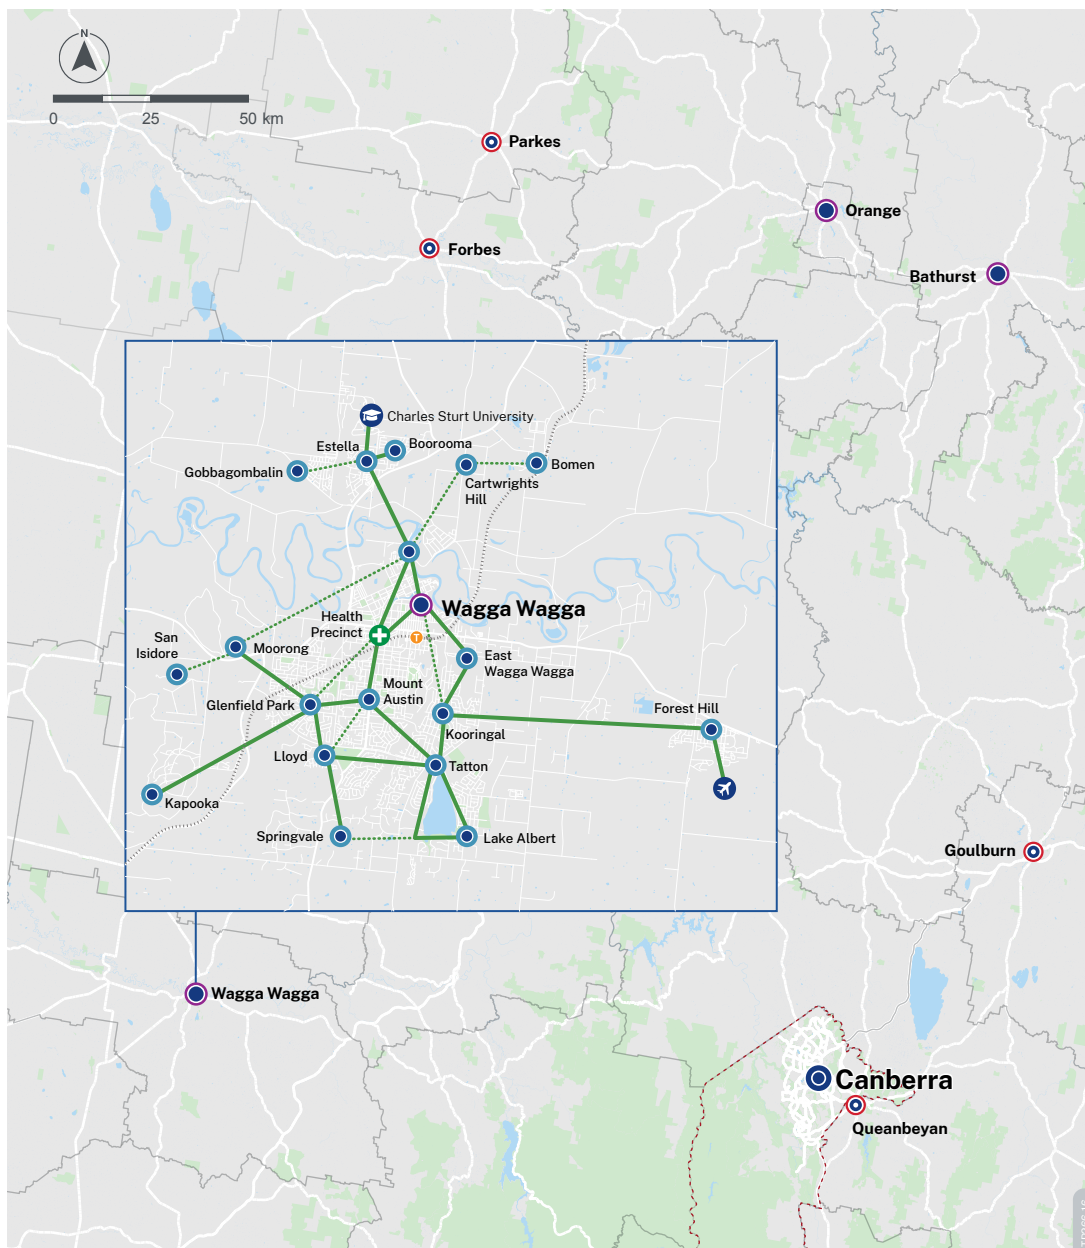 N
0 25 50 km
Parkes
Orange
Forbes
Bathurst
Charles Sturt University
Estella
Boorooma
Gobbagombalin
Cartwrights
Hill
Bomen
Wagga Wagga
Health
Precinct
T
San
Isidore
Moorong
East
Wagga Wagga
Mount
Austin
Glenfield Park
Forest Hill
Kooringal
Lloyd
Tatton
Kapooka
Springvale
Lake Albert
Goulburn
Wagga Wagga
Canberra
Queanbeyan